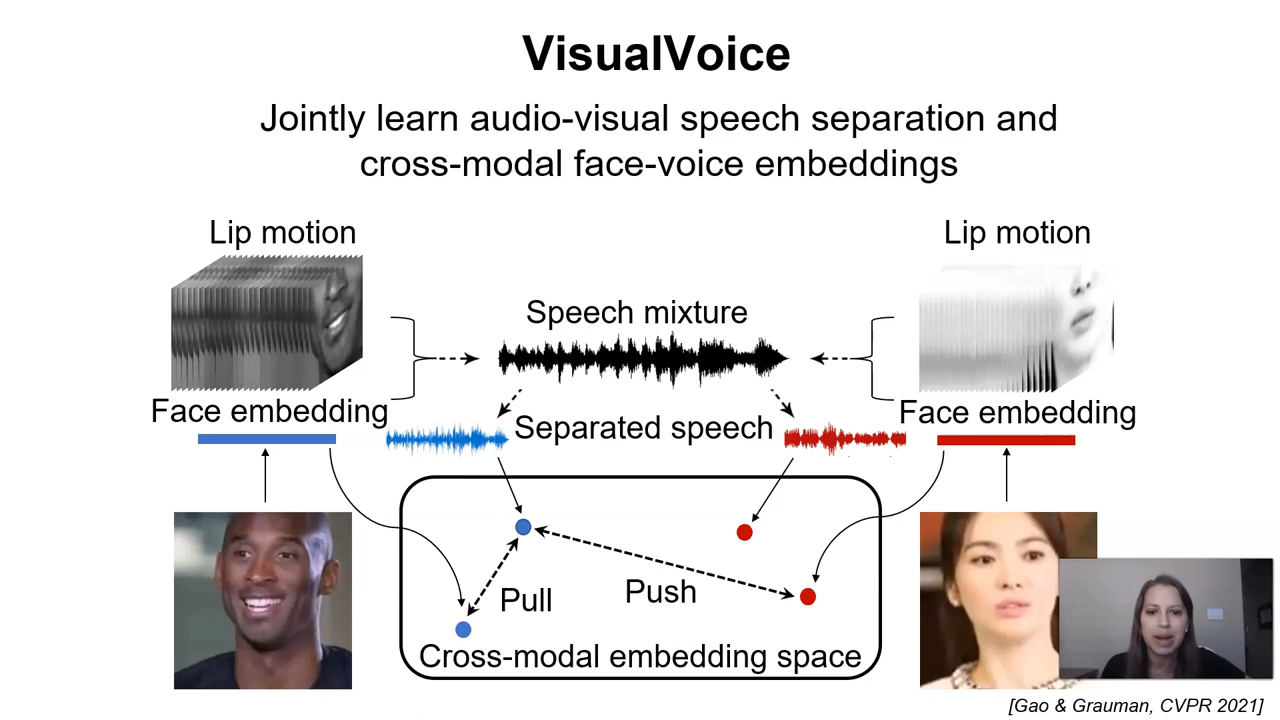 VisualVoice
Jointly learn audio-visual speech separation and
cross-modal face-voice embeddings
Lip motion
Lip motion
Speech mixture
Face embedding
Separated speech
Face embedding
Pull
Push
Cross-modal embedding space
[Gao & Grauman, CVPR 2021]